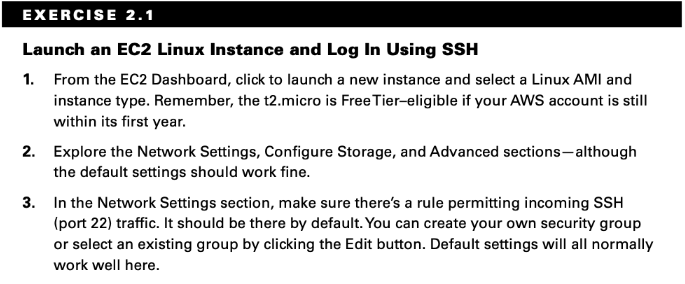 EXERCISE 2.1
Launch an EC2 Linux Instance and Log In Using SSH
1. From the EC2 Dashboard, click to launch a new instance and select a Linux AMI and
instance type. Remember, the t2.micro is Free Tier–eligible if your AWS account is still
within its first year.
2. Explore the Network Settings, Configure Storage, and Advanced sections—although
the default settings should work fine.
3. In the Network Settings section, make sure there's a rule permitting incoming SSH
(port 22) traffic. It should be there by default. You can create your own security group
or select an existing group by clicking the Edit button. Default settings will all normally
work well here.